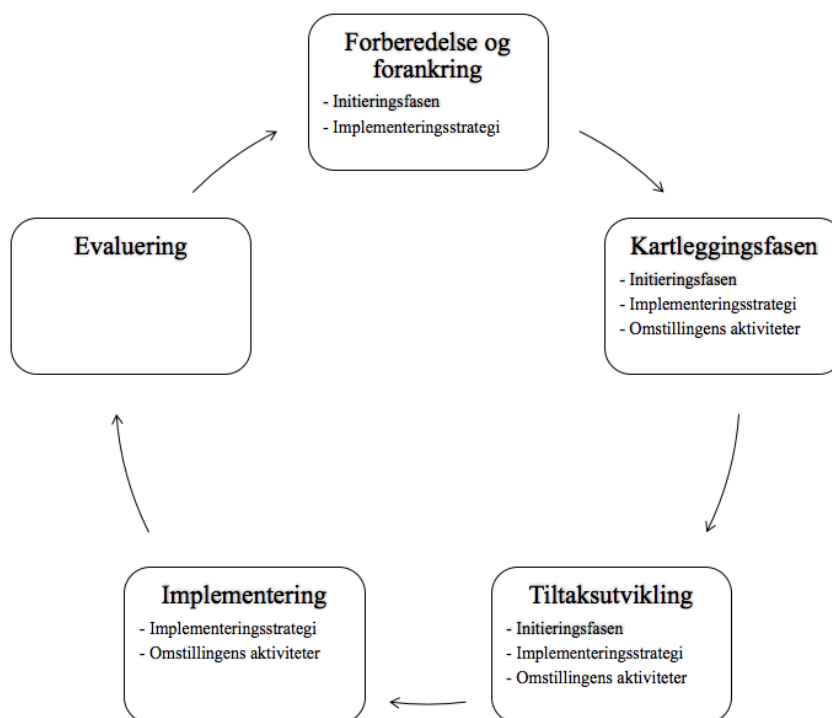 Forberedelse og
forankring
- Initieringsfasen
- Implementeringsstrategi
Kartleggingsfasen
- Initieringsfasen
- Implementeringsstrategi
- Omstillingens aktiviteter
Tiltaksutvikling
- Initieringsfasen
- Implementeringsstrategi
- Omstillingens aktiviteter
Implementering
- Implementeringsstrategi
- Omstillingens aktiviteter
Evaluering